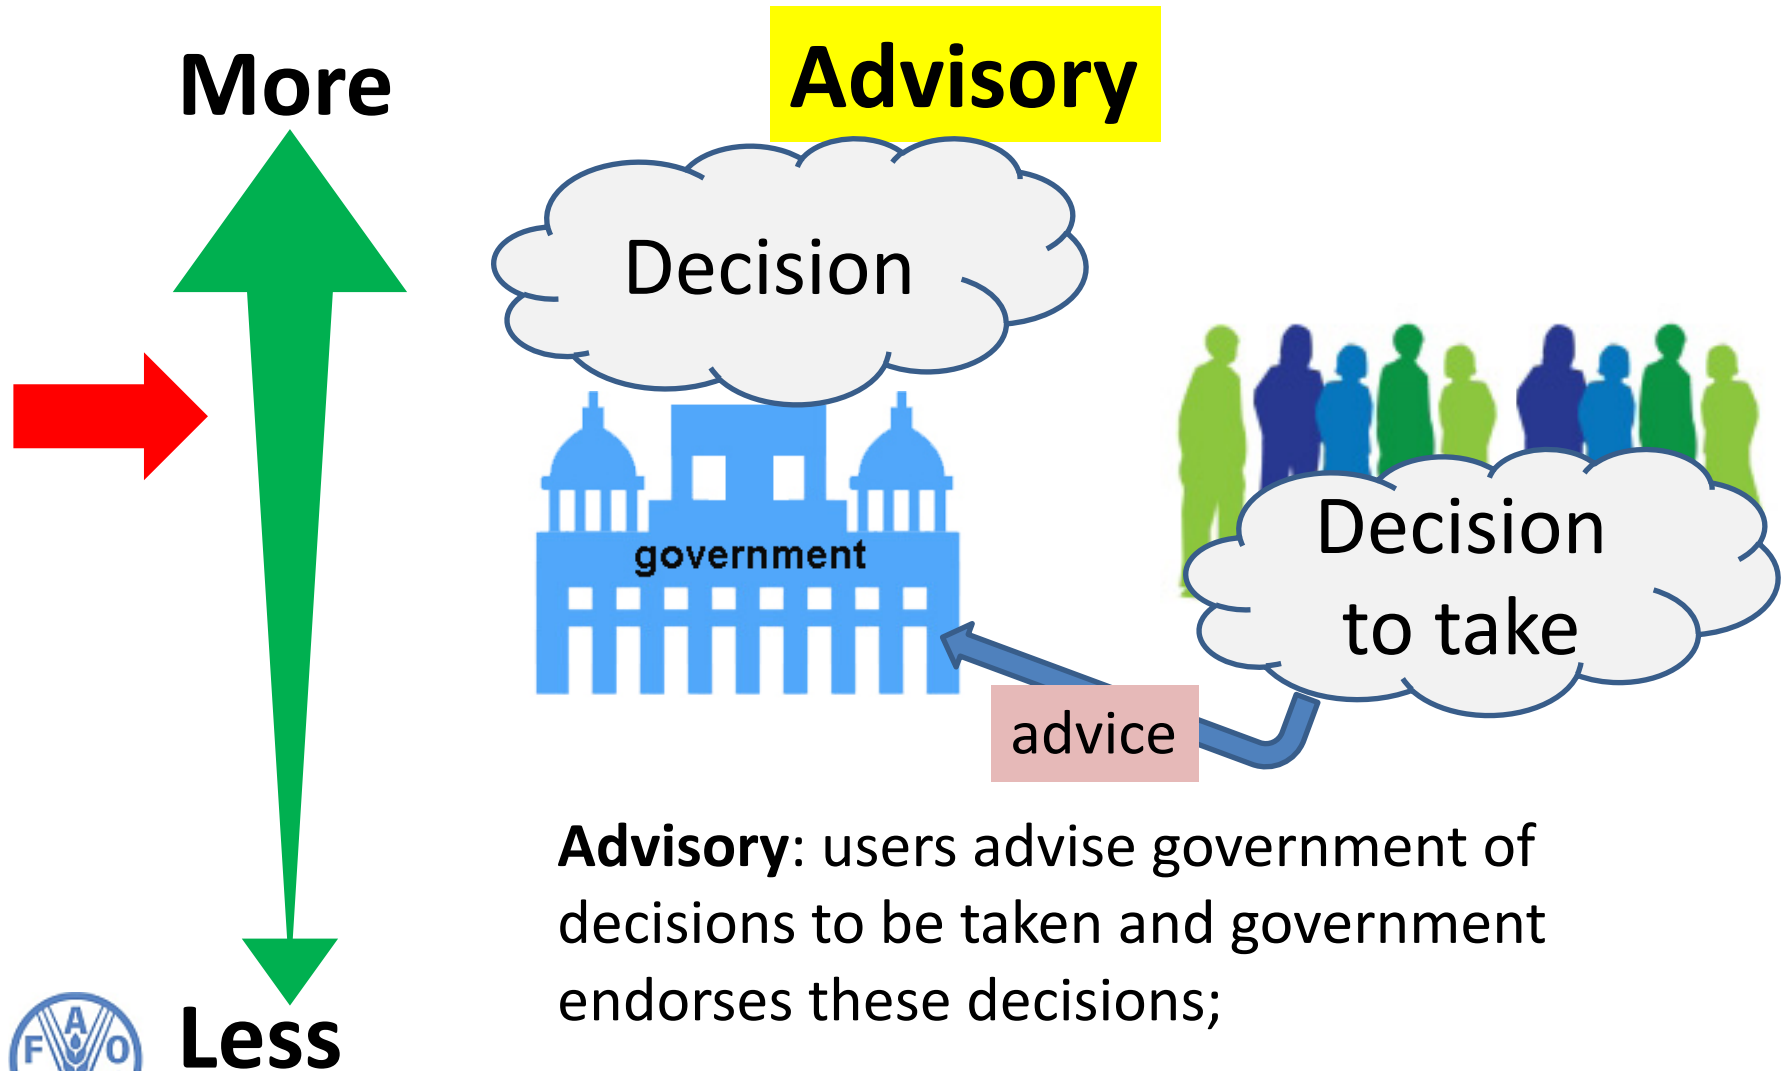 More
Advisory
Decision
government
Decision
to take
advice
Advisory: users advise government of
decisions to be taken and government
endorses these decisions;
FAO
Less